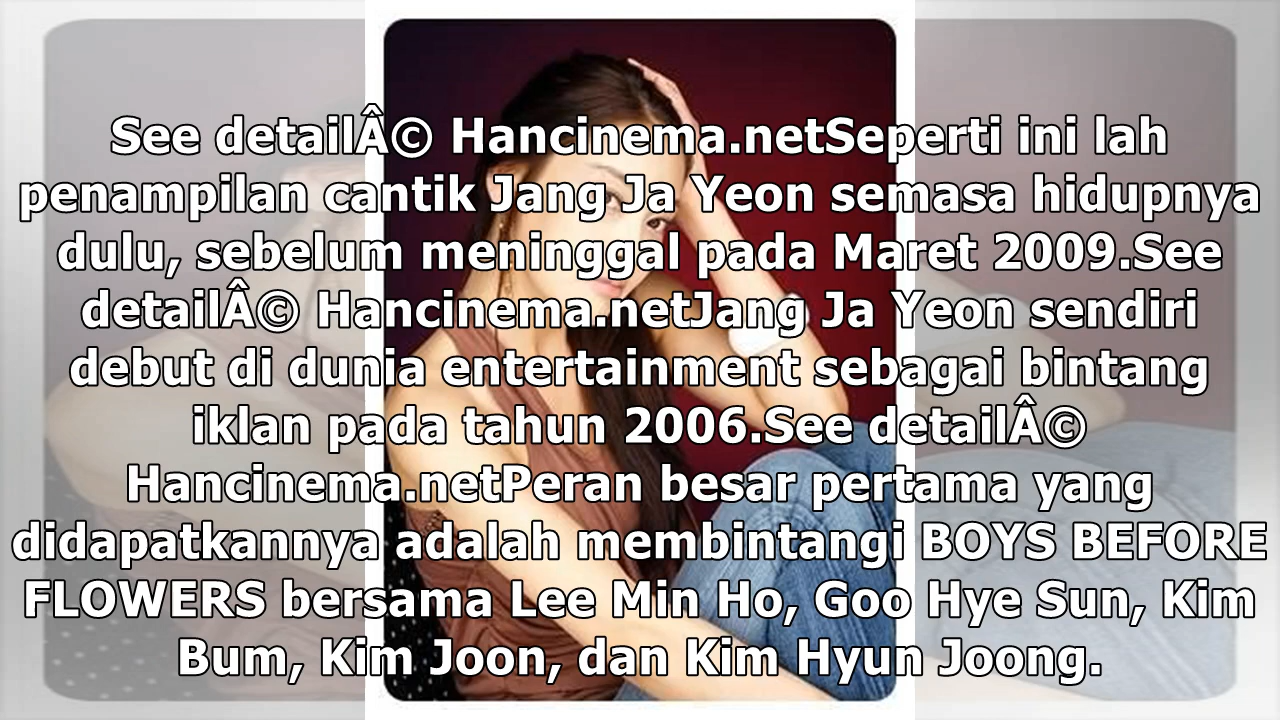 See detailÂ© Hancinema.netSeperti ini lah
penampilan cantik Jang Ja Yeon semasa hidupnya
dulu, sebelum meninggal pada Maret 2009.See
detailÂ© Hancinema.netJang Ja Yeon sendiri
debut di dunia entertainment sebagai bintang
iklan pada tahun 2006.See detailÂ©
Hancinema.netPeran besar pertama yang
didapatkannya adalah membintangi BOYS BEFORE
FLOWERS bersama Lee Min Ho, Goo Hye Sun, Kim
Bum, Kim Joon, dan Kim Hyun Joong.